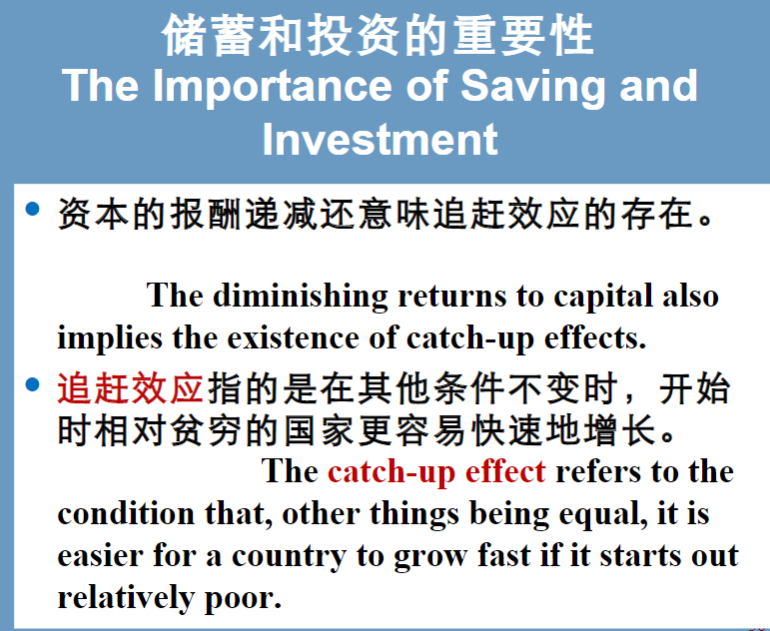 储蓄和投资的重要性
The Importance of Saving and
Investment
• 资本的报酬递减还意味追赶效应的存在。
The diminishing returns to capital also
implies the existence of catch-up effects.
• 追赶效应指的是在其他条件不变时，开始
时相对贫穷的国家更容易快速地增长。
The catch-up effect refers to the
condition that, other things being equal, it is
easier for a country to grow fast if it starts out
relatively poor.